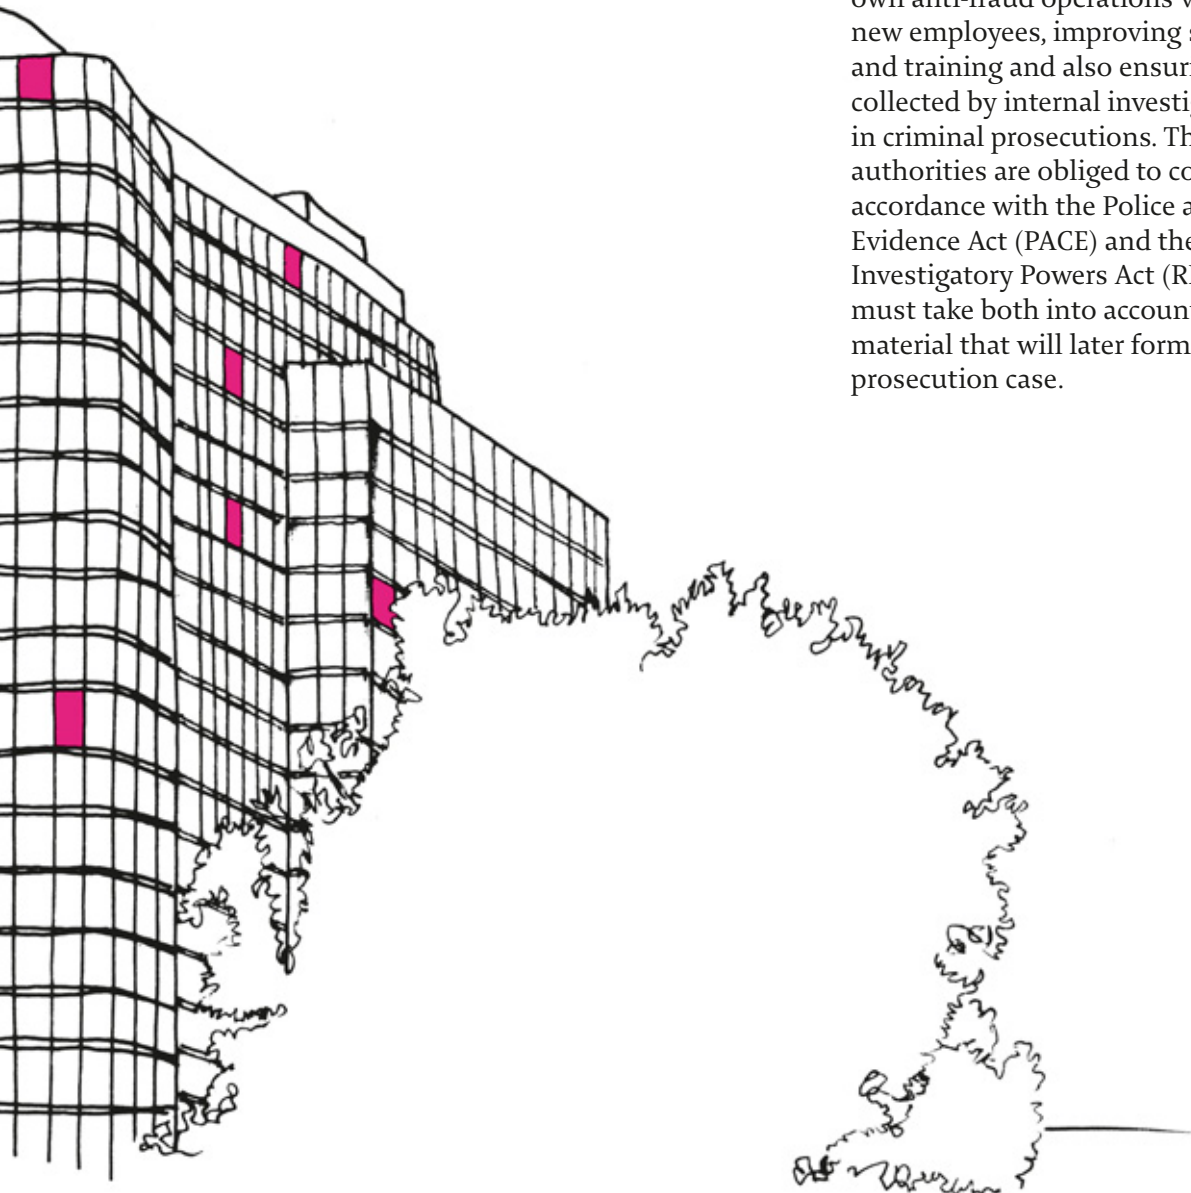 own anti-fraud operations
new employees, improving
and training and also
collected by internal
in criminal prosecutions.
authorities are obliged to
accordance with the Police
Evidence Act (PACE) and the
Investigatory Powers Act
must take both into
material that will later form
prosecution case.